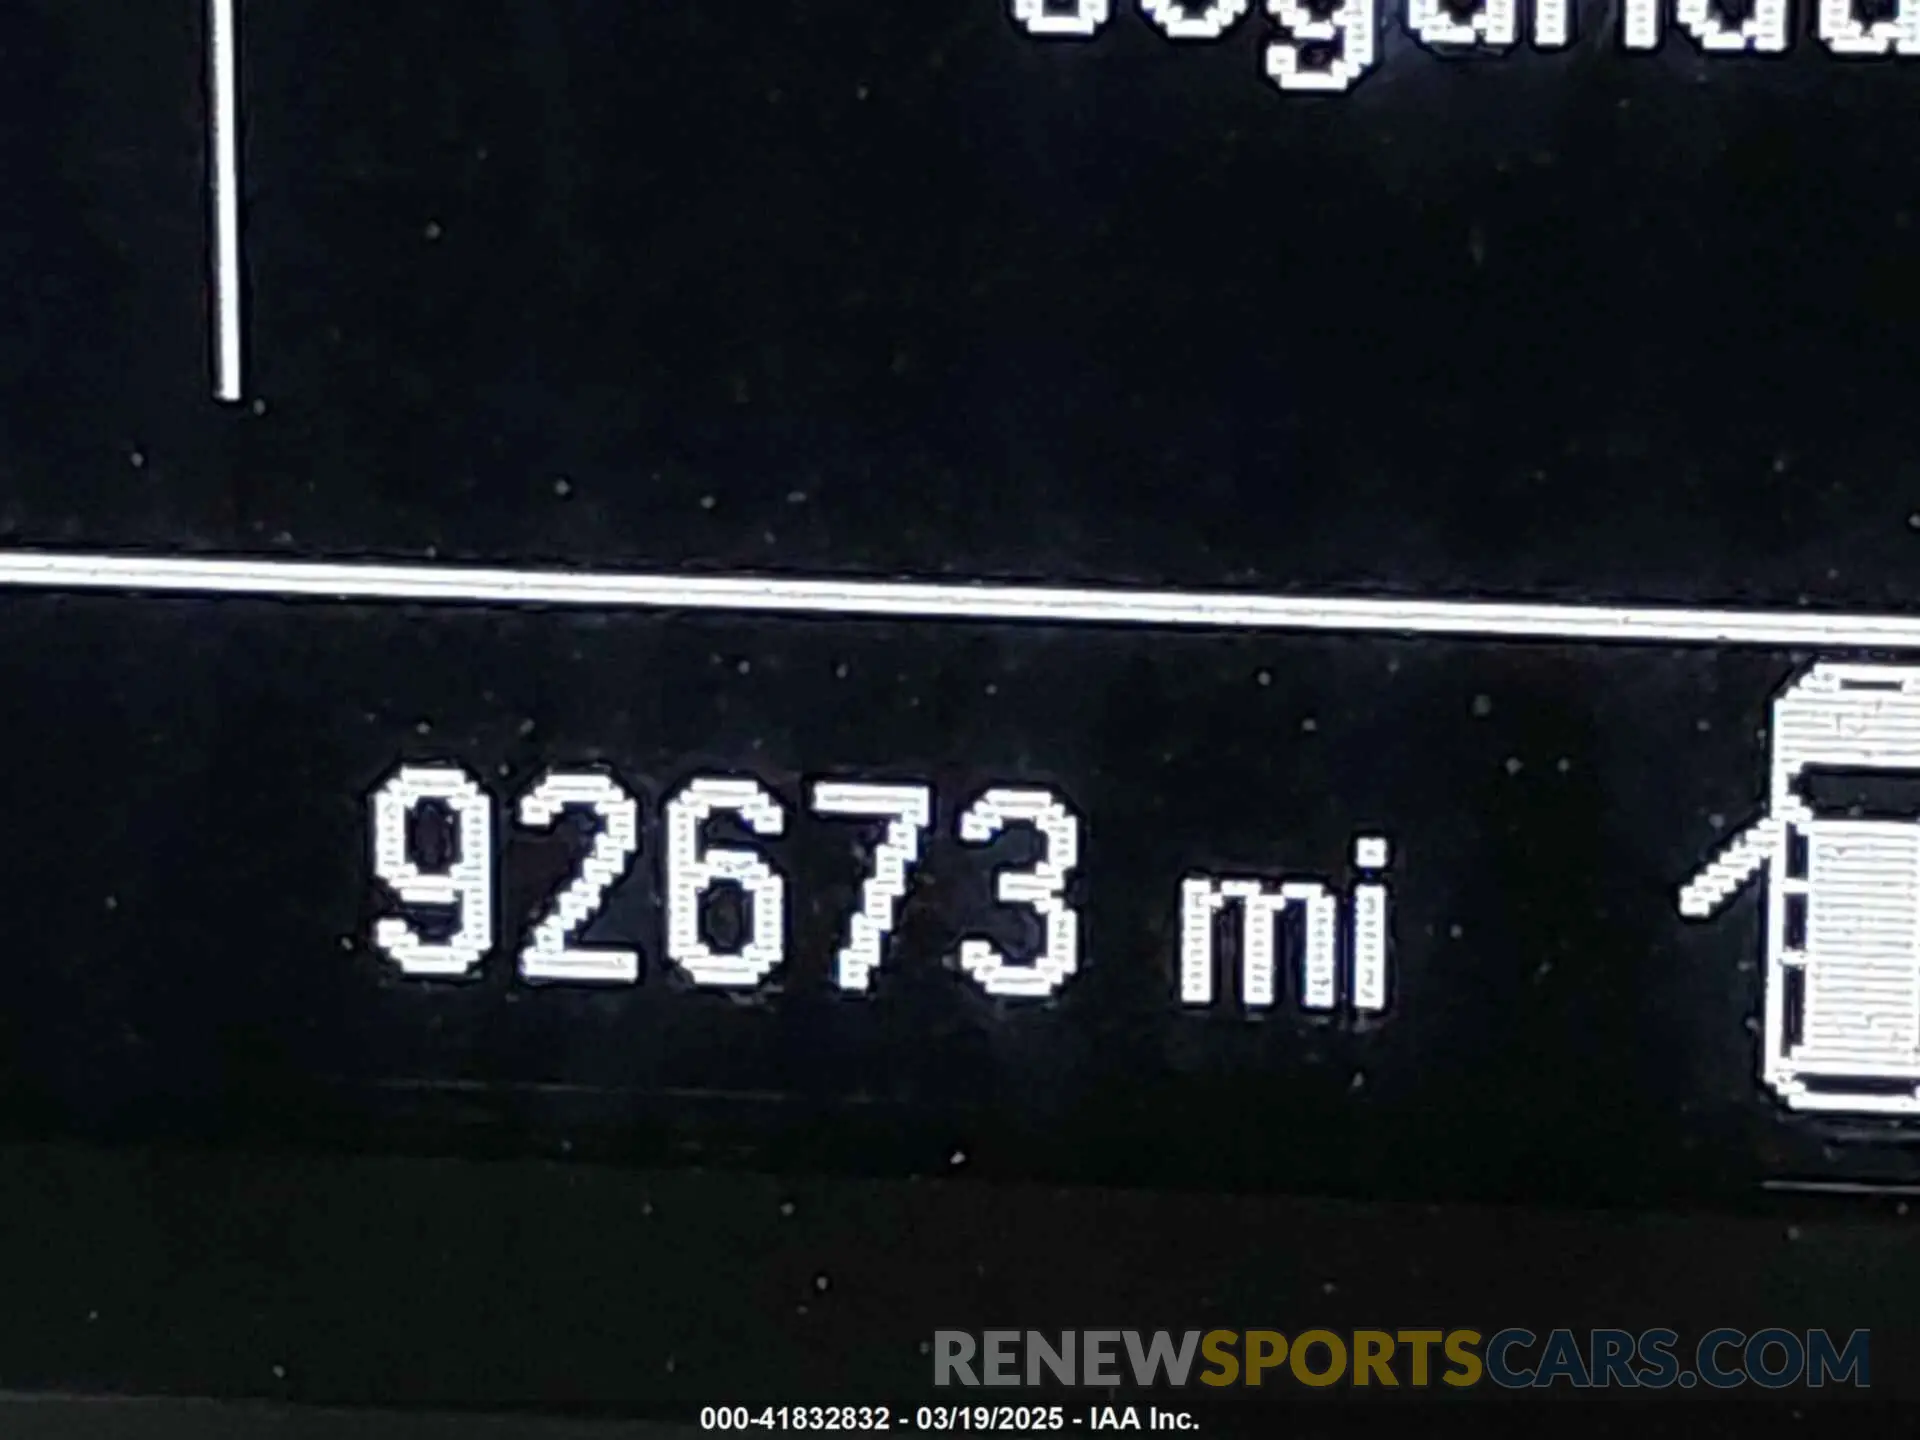 92673 mi
RENEWSPORTSCARS.COM
000-41832832 - 03/19/2025 - IAA Inc.